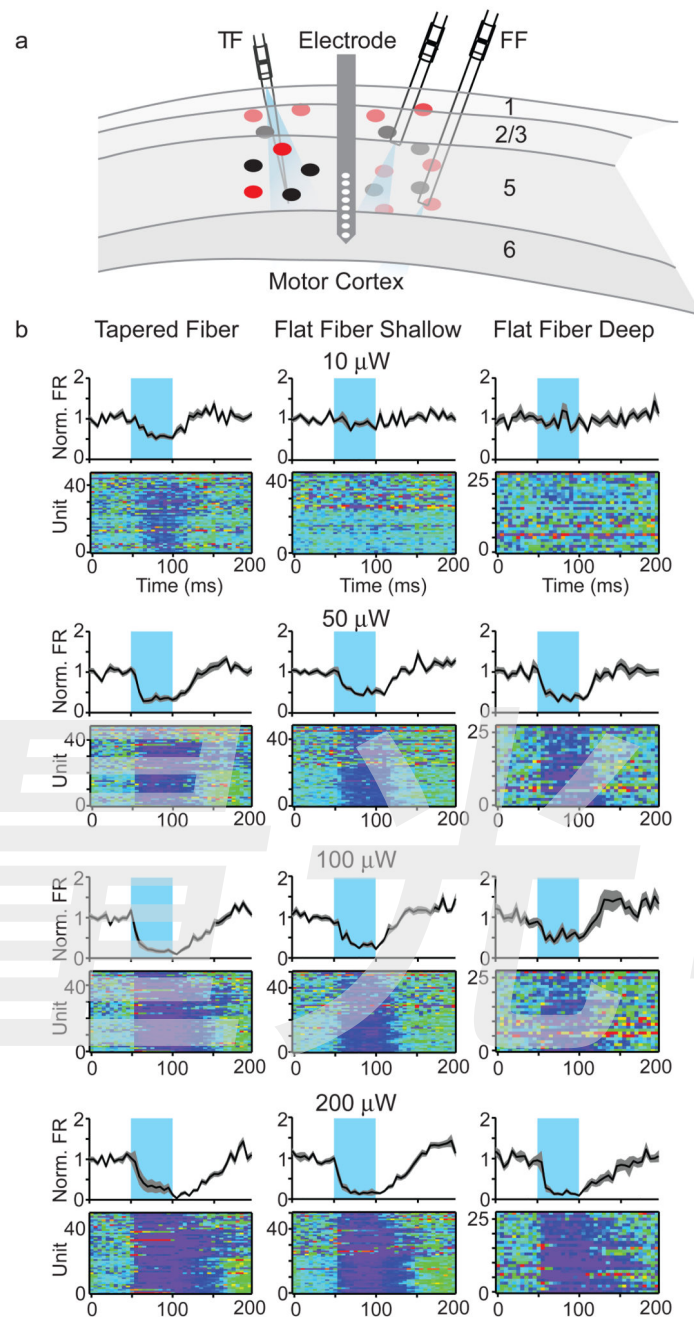 a
TF Electrode FF
1
2/3
5
6
Motor Cortex
b
Tapered Fiber Flat Fiber Shallow Flat Fiber Deep
10 μW
Norm. FR 2 1 0 2 1 0 2 1 0
Unit 40 0 40 0 25 0
0 100 200 0 100 200 0 100 200
Time (ms) Time (ms) Time (ms)
50 μW
Norm. FR 2 1 0 2 1 0 2 1 0
Unit 40 0 40 0 25 0
0 100 200 0 100 200 0 100 200
100 μW
Norm. FR 2 1 0 2 1 0 2 1 0
Unit 40 0 40 0 25 0
0 100 200 0 100 200 0 100 200
200 μW
Norm. FR 2 1 0 2 1 0 2 1 0
Unit 40 0 40 0 25 0
0 100 200 0 100 200 0 100 200